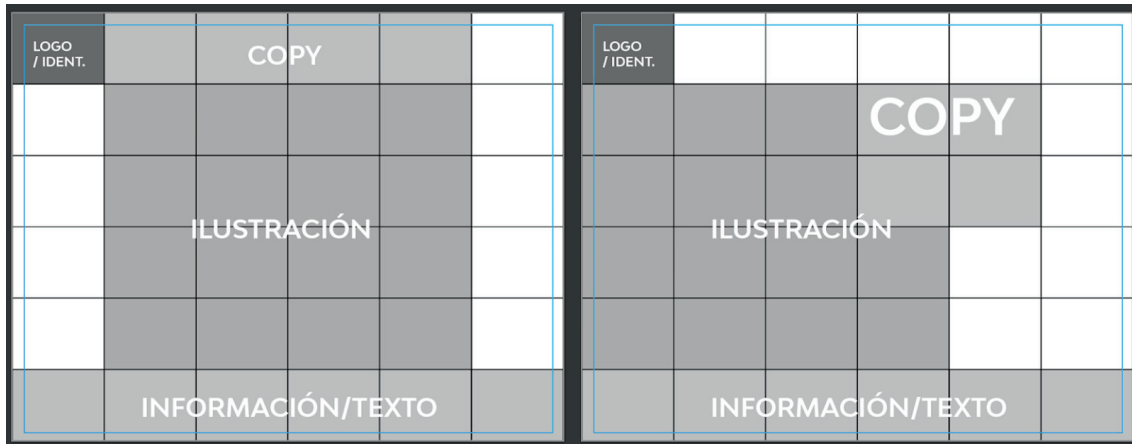 LOGO
/ IDENT.
COPY
ILUSTRACIÓN
INFORMACIÓN/TEXTO
LOGO
/ IDENT.
COPY
ILUSTRACIÓN
INFORMACIÓN/TEXTO